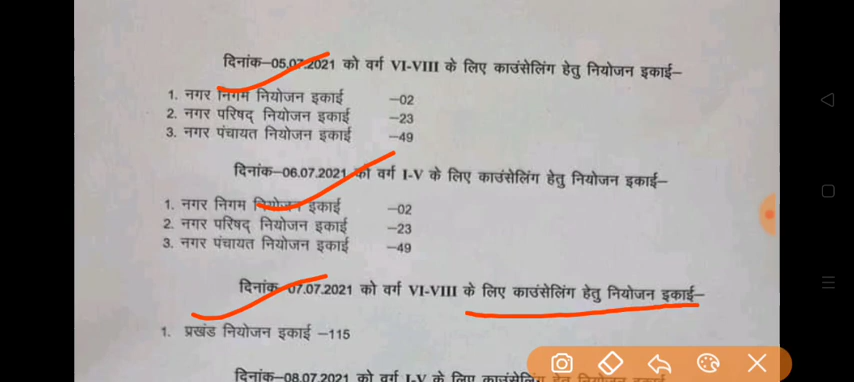 दिनांक–05.07.2021 को वर्ग VI-VIII के लिए काउंसेलिंग हेतु नियोजन इकाई–
1. नगर निगम नियोजन इकाई –02
2. नगर परिषद् नियोजन इकाई –23
3. नगर पंचायत नियोजन इकाई –49
दिनांक–06.07.2021 को वर्ग I-V के लिए काउंसेलिंग हेतु नियोजन इकाई–
1. नगर निगम नियोजन इकाई –02
2. नगर परिषद् नियोजन इकाई –23
3. नगर पंचायत नियोजन इकाई –49
दिनांक–07.07.2021 को वर्ग VI-VIII के लिए काउंसेलिंग हेतु नियोजन इकाई–
1. प्रखंड नियोजन इकाई –115
दिनांक–08.07.2021 को वर्ग I-V के लिए काउंसेलिंग हेतु नियोजन इकाई